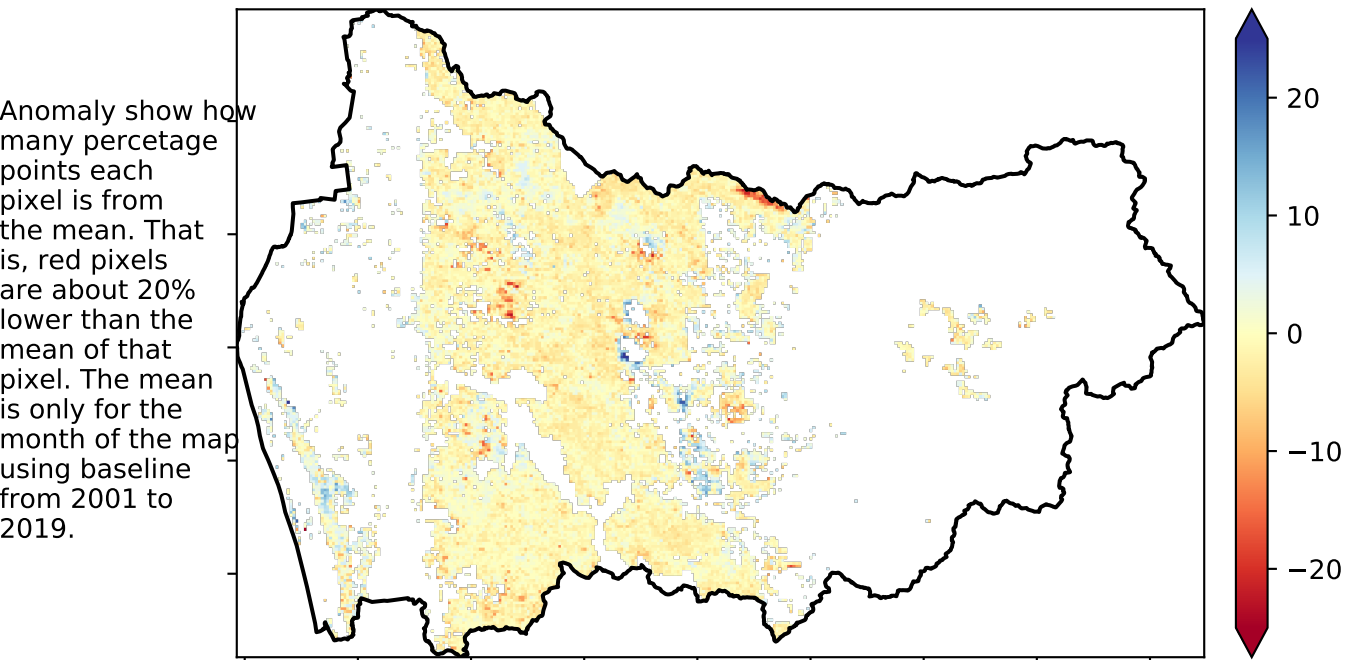 Anomaly show how
many percetage
points each
pixel is from
the mean. That
is, red pixels
are about 20%
lower than the
mean of that
pixel. The mean
is only for the
month of the map
using baseline
from 2001 to
2019.
20
10
0
−10
−20